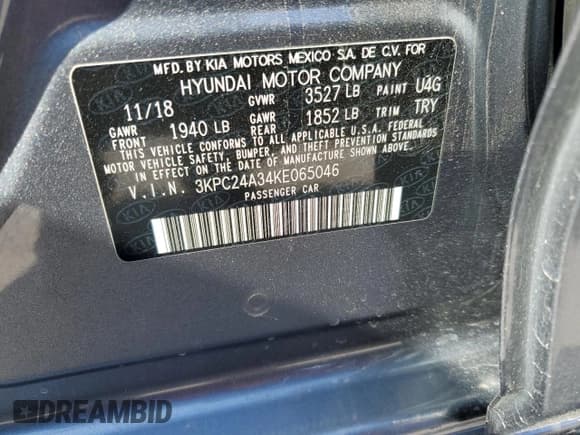 MFD. BY KIA MOTORS MEXICO S.A. DE C.V. FOR
HYUNDAI MOTOR COMPANY
11/18 GVWR 3527 LB PAINT U4G
GAWR FRONT 1940 LB GAWR REAR 1852 LB TRIM TRY
THIS VEHICLE CONFORMS TO ALL APPLICABLE U.S.A. FEDERAL
MOTOR VEHICLE SAFETY, BUMPER, AND THEFT PREVENTION STANDARDS
IN EFFECT ON THE DATE OF MANUFACTURE SHOWN ABOVE.
V.I.N. 3KPC24A34KE065046
PASSENGER CAR
DREAMBID